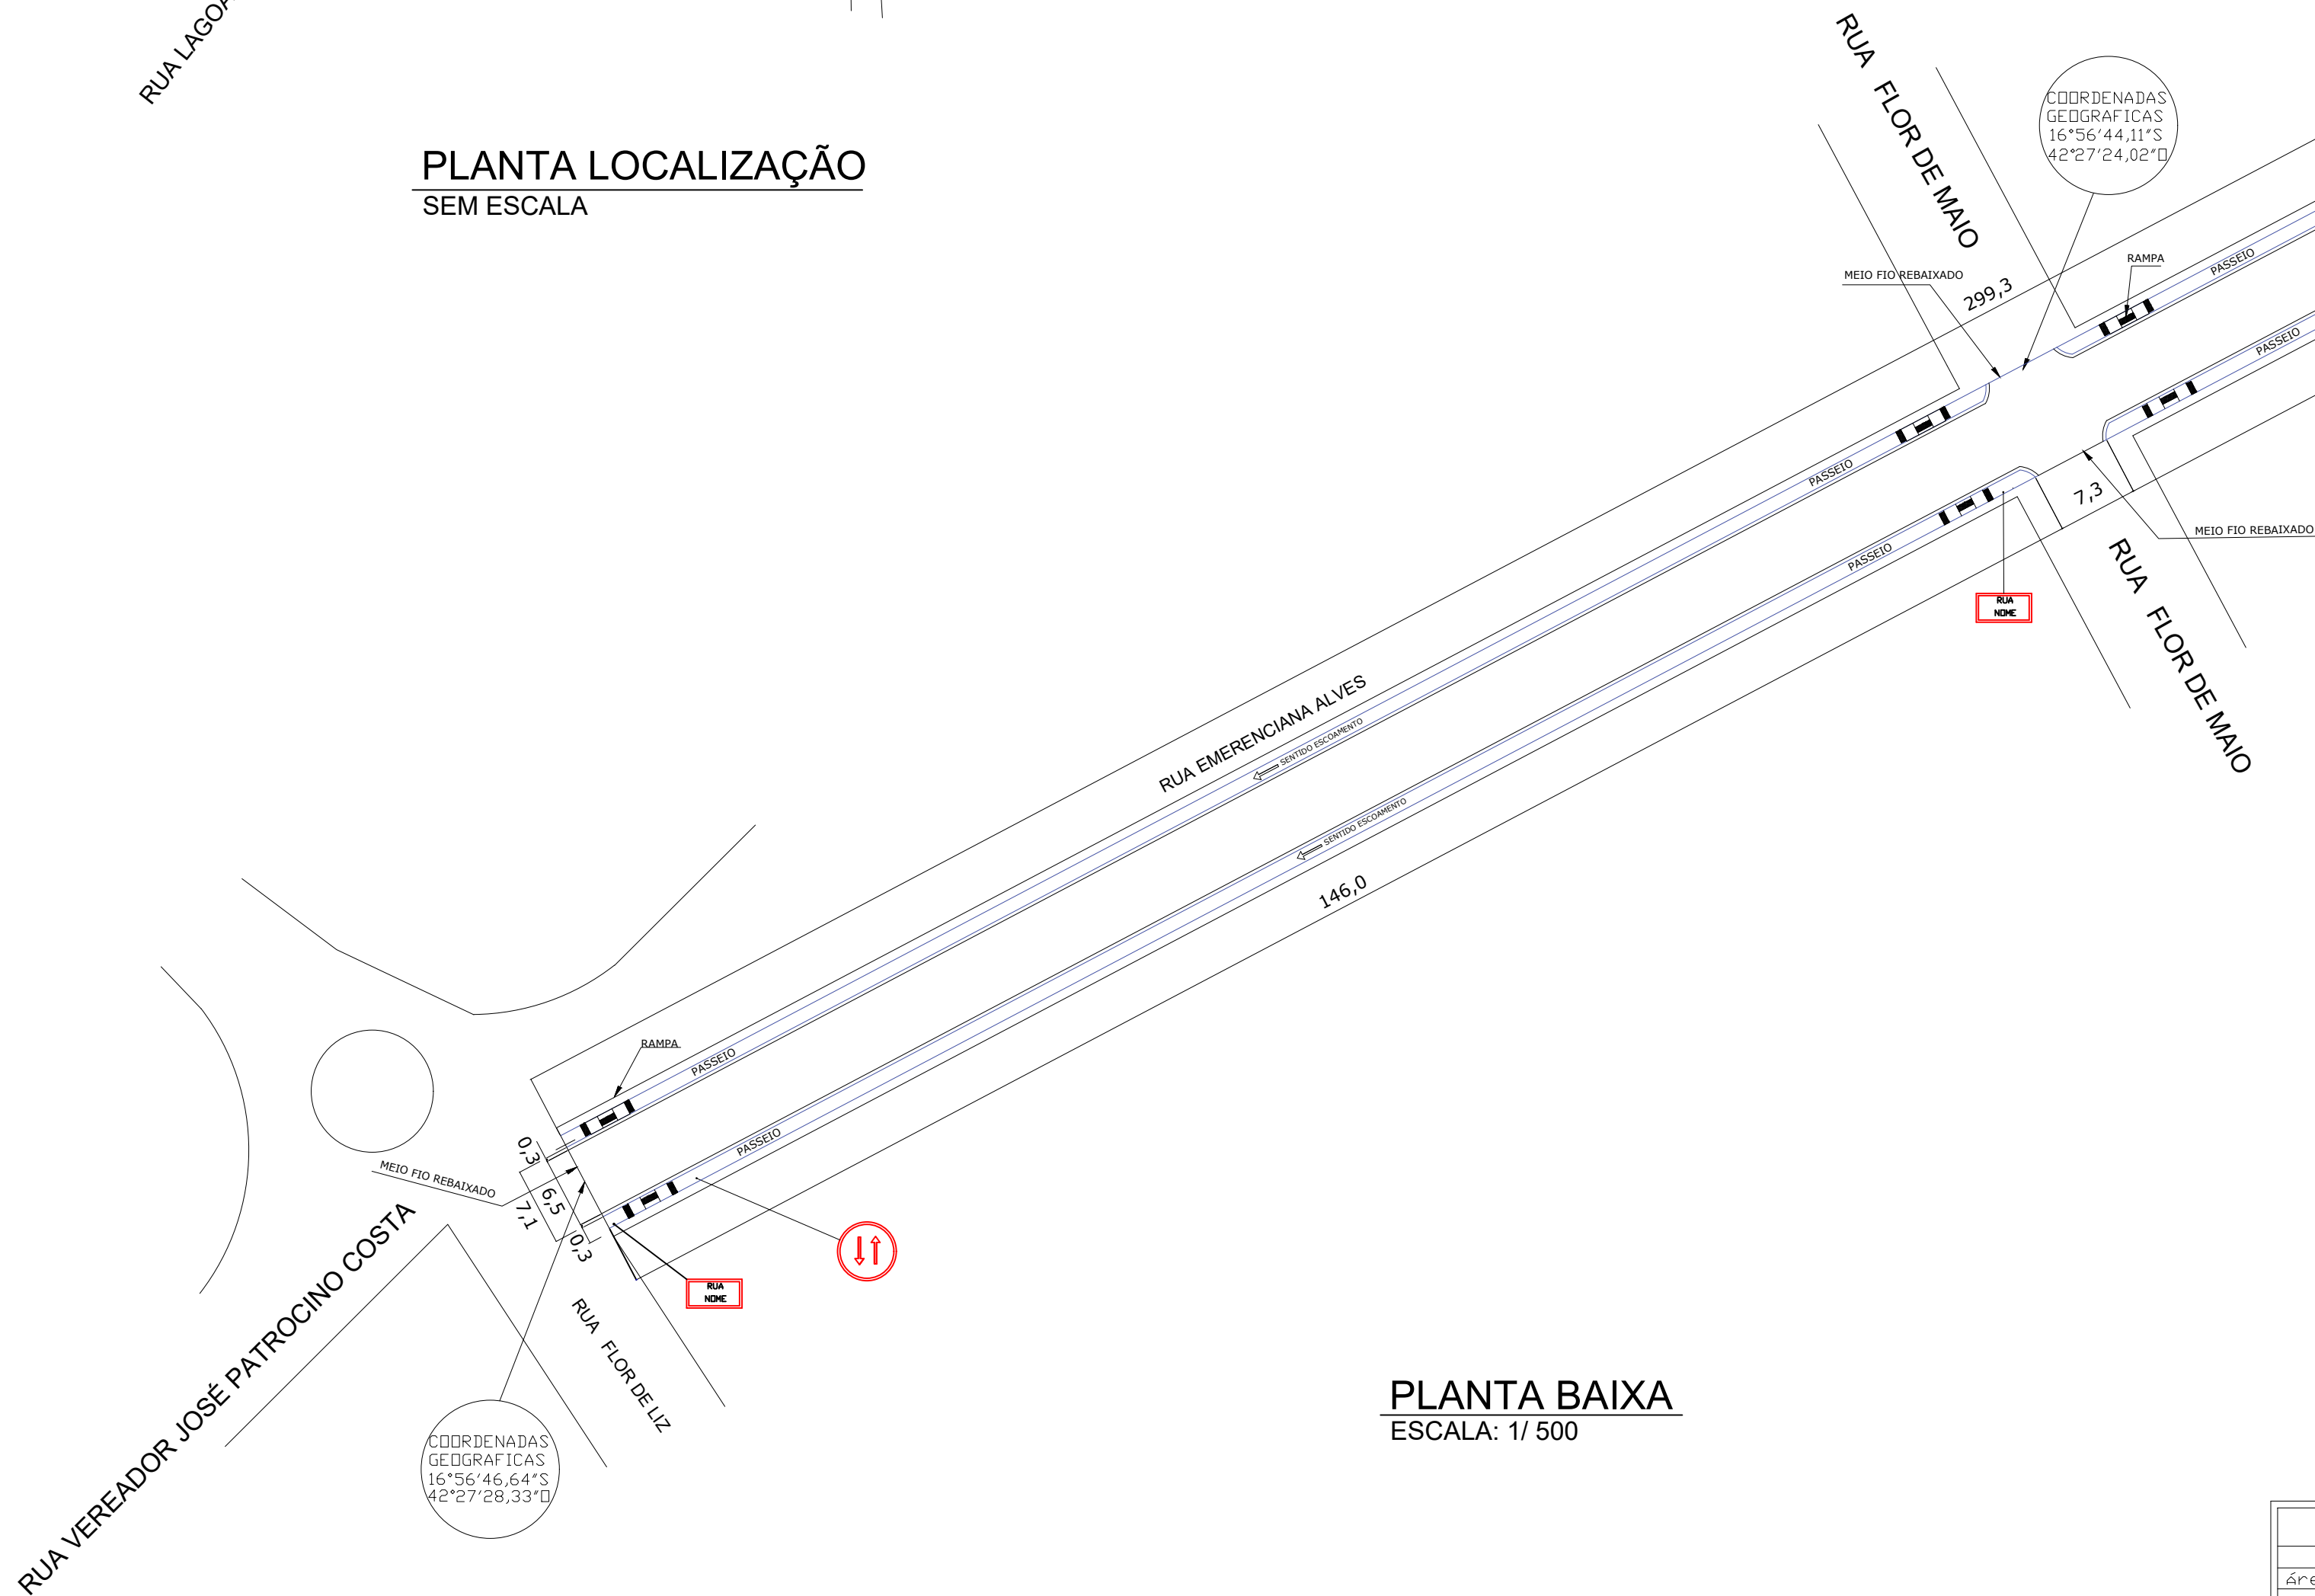 RUA LAGOA
PLANTA LOCALIZAÇÃO
SEM ESCALA
RUA FLOR DE MAIO
COORDENADAS
GEOGRAFICAS
16°56'44,11"S
42°27'24,02"O
MEIO FIO REBAIXADO
299,3
RAMPA
PASSEIO
PASSEIO
PASSEIO
PASSEIO
7,3
MEIO FIO REBAIXADO
RUA
NOME
RUA FLOR DE MAIO
RUA EMERENCIANA ALVES
SENTIDO ESCOAMENTO
SENTIDO ESCOAMENTO
146,0
RAMPA
PASSEIO
PASSEIO
0,3
6,5
7,1
0,3
MEIO FIO REBAIXADO
RUA VEREADOR JOSÉ PATROCINO COSTA
RUA
NOME
RUA FLOR DE LIZ
COORDENADAS
GEOGRAFICAS
16°56'46,64"S
42°27'28,33"O
PLANTA BAIXA
ESCALA: 1/ 500